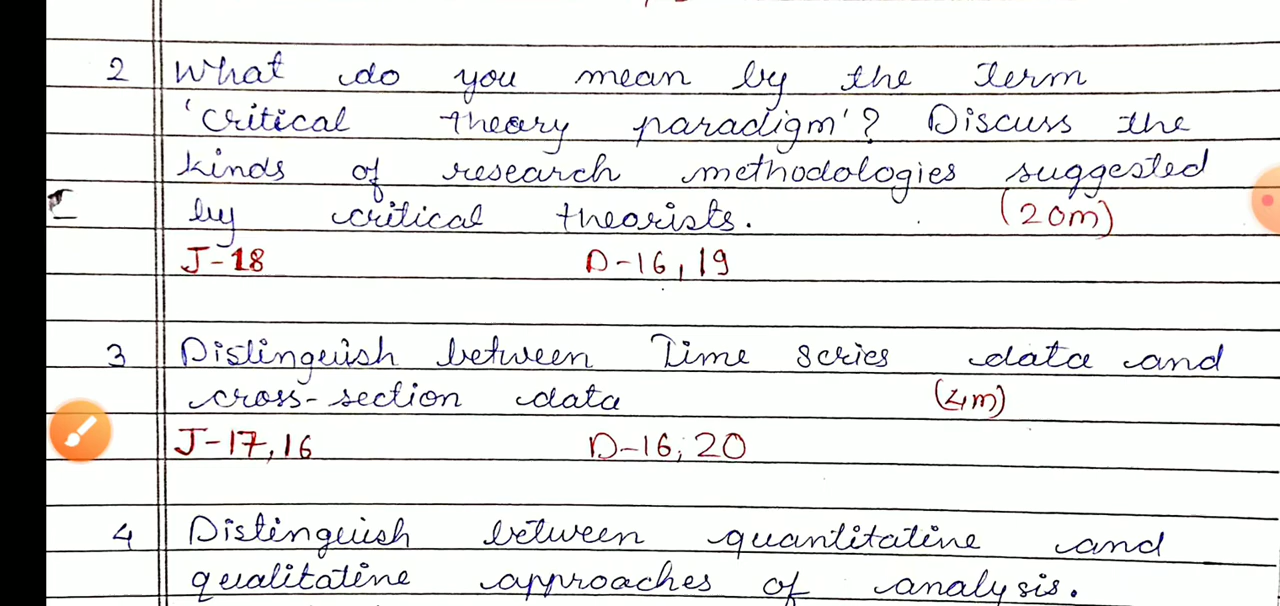 2 What do you mean by the term
'critical theory paradigm'? Discuss the
kinds of research methodologies suggested
by critical theorists. (20m)
J-18 D-16, 19
3 Distinguish between Time series data and
cross-section data (4m)
J-17, 16 D-16, 20
4 Distinguish between quantitative and
qualitative approaches of analysis.